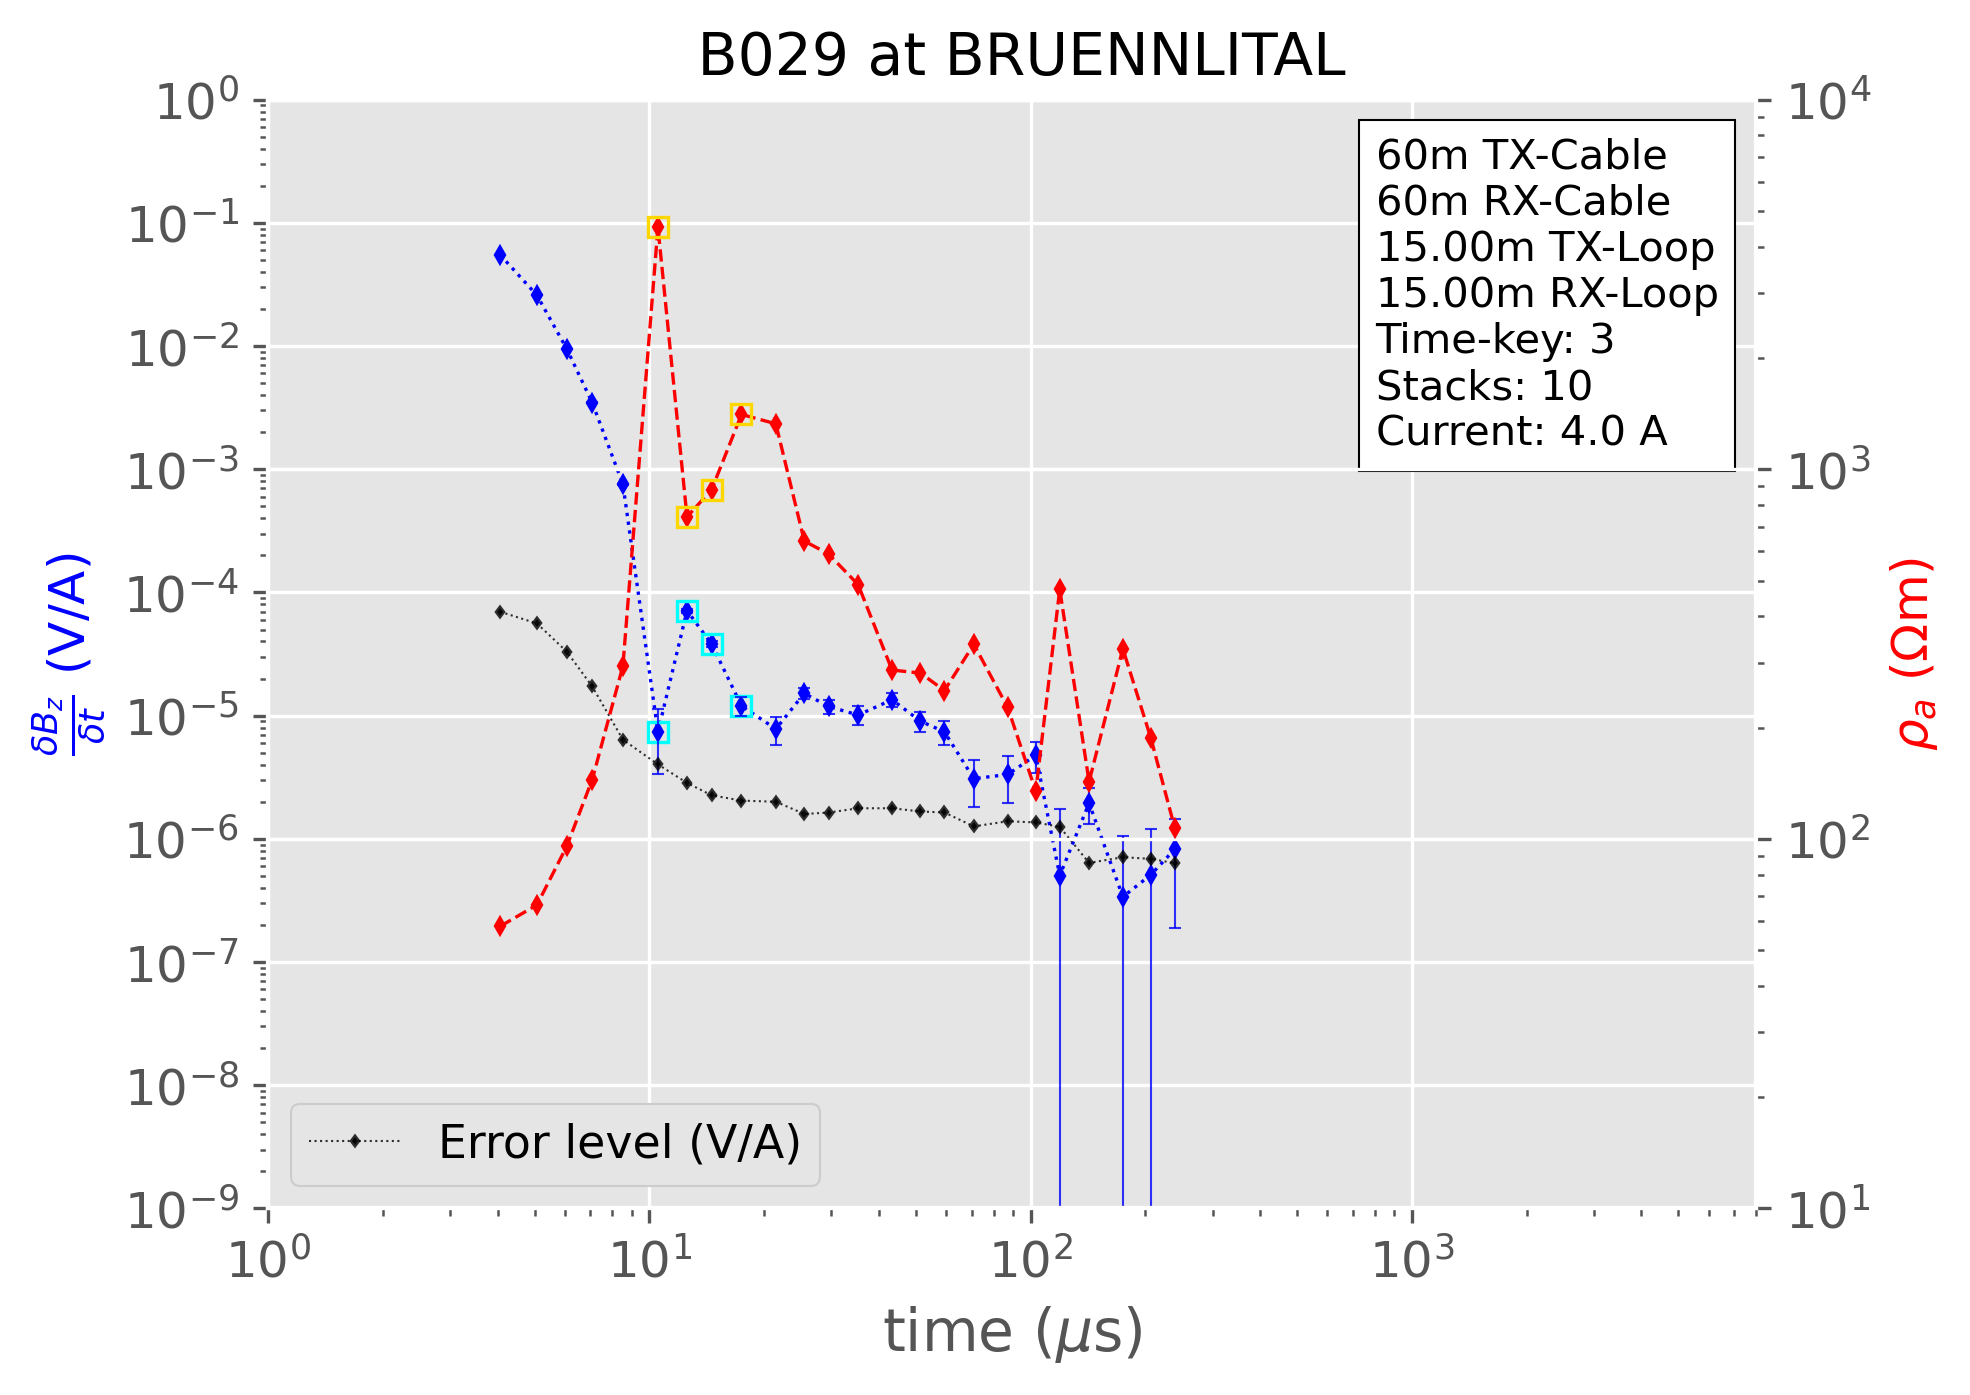 B029 at BRUENNLITAL
10⁰
10⁻¹
10⁻²
10⁻³
10⁻⁴
10⁻⁵
10⁻⁶
10⁻⁷
10⁻⁸
10⁻⁹
δB_z/δt (V/A)
60m TX-Cable
60m RX-Cable
15.00m TX-Loop
15.00m RX-Loop
Time-key: 3
Stacks: 10
Current: 4.0 A
10⁴
10³
10²
10¹
ρₐ (Ωm)
Error level (V/A)
10⁰ 10¹ 10² 10³
time (μs)